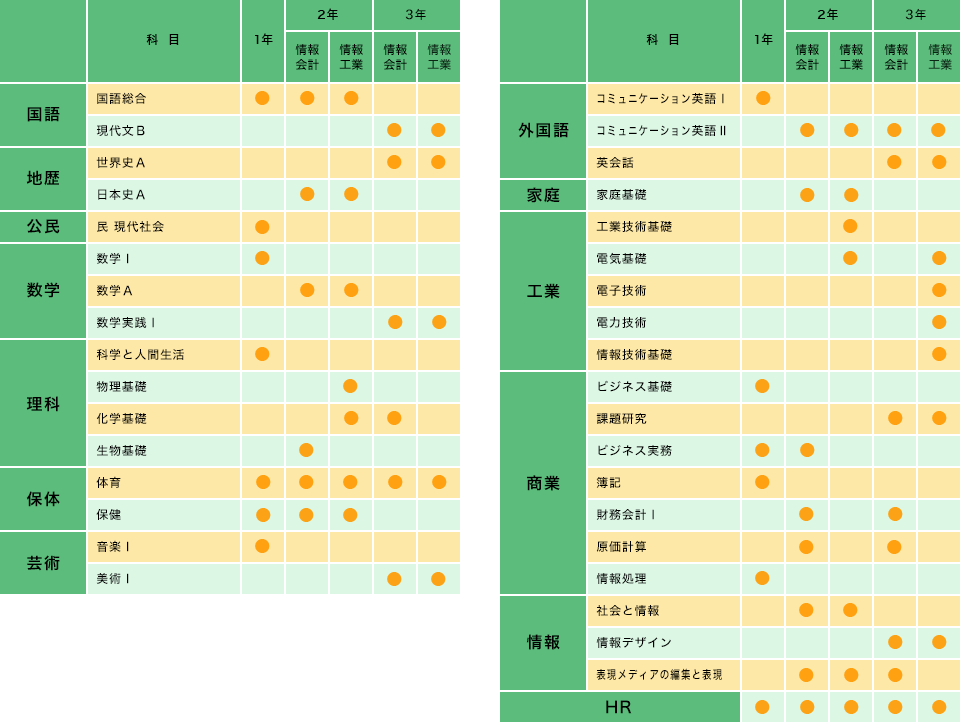 科 目
1年
2年
3年
情報
会計
情報
工業
情報
会計
情報
工業
国語
国語総合
現代文B
地歴
世界史A
日本史A
公民
民 現代社会
数学
数学I
数学A
数学実践I
理科
科学と人間生活
物理基礎
化学基礎
生物基礎
保体
体育
保健
芸術
音楽I
美術I
科 目
1年
2年
3年
情報
会計
情報
工業
情報
会計
情報
工業
外国語
コミュニケーション英語I
コミュニケーション英語II
英会話
家庭
家庭基礎
工業
工業技術基礎
電気基礎
電子技術
電力技術
情報技術基礎
商業
ビジネス基礎
課題研究
ビジネス実務
簿記
財務会計I
原価計算
情報処理
情報
社会と情報
情報デザイン
表現メディアの編集と表現
HR